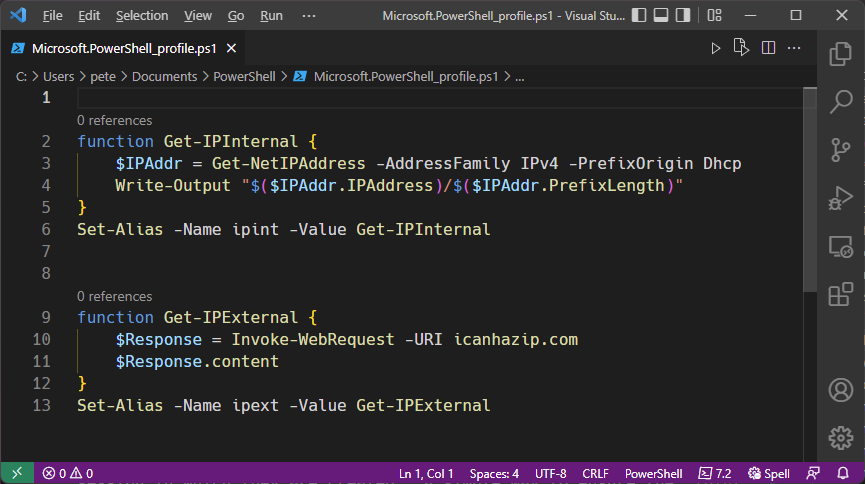 File Edit Selection View Go Run ··· Microsoft.PowerShell_profile.ps1 - Visual Stu...
Microsoft.PowerShell_profile.ps1
C: > Users > pete > Documents > PowerShell > Microsoft.PowerShell_profile.ps1 > ...
1
0 references
2 function Get-IPInternal {
3     $IPAddr = Get-NetIPAddress -AddressFamily IPv4 -PrefixOrigin Dhcp
4     Write-Output "$($IPAddr.IPAddress)/$($IPAddr.PrefixLength)"
5 }
6 Set-Alias -Name ipint -Value Get-IPInternal
7
8
0 references
9 function Get-IPExternal {
10     $Response = Invoke-WebRequest -URI icanhazip.com
11     $Response.content
12 }
13 Set-Alias -Name ipext -Value Get-IPExternal
0 0 Ln 1, Col 1 Spaces: 4 UTF-8 CRLF PowerShell 7.2 Spell